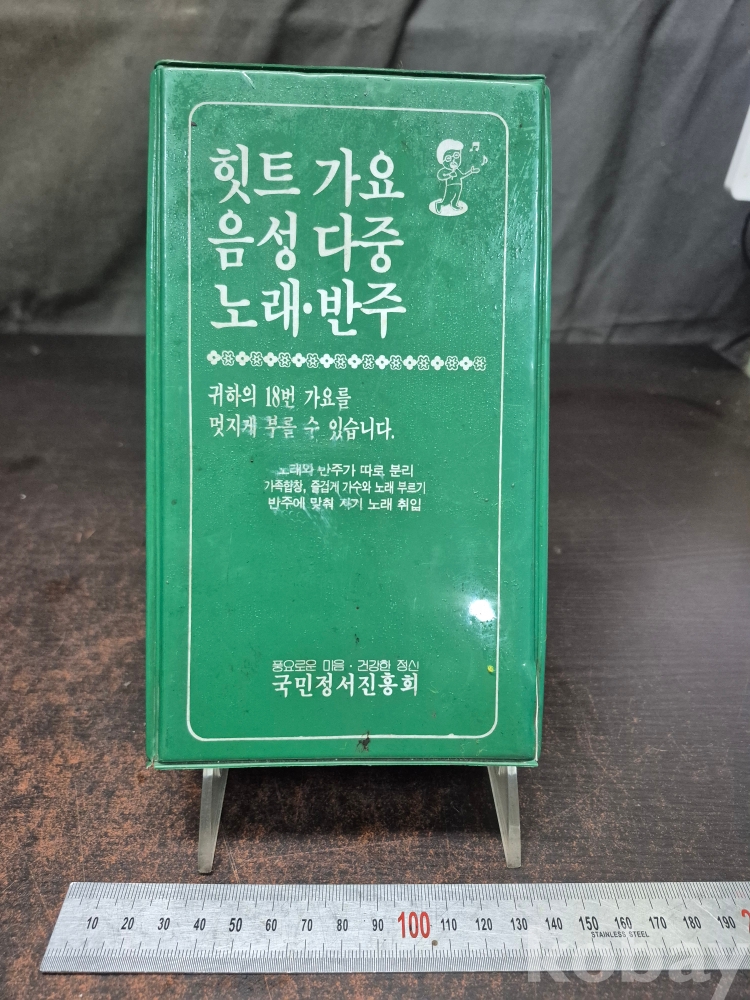 힛트 가요
음성 다중
노래·반주
귀하의 18번 가요를
멋지게 부를 수 있습니다.
노래와 반주가 따로 분리
가족합창, 즐겁게 가수와 노래 부르기
반주에 맞춰 자기 노래 취입
풍요로운 마음·건강한 정신
국민정서진흥회
10 20 30 40 50 60 70 80 90 100 110 120 130 140 150 160 170 180 190
STAINLESS STEEL
kobay